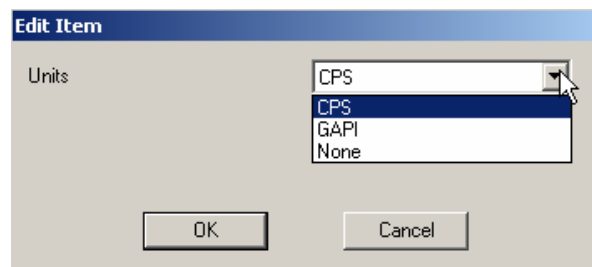 Edit Item
Units CPS
CPS
GAPI
None
OK Cancel